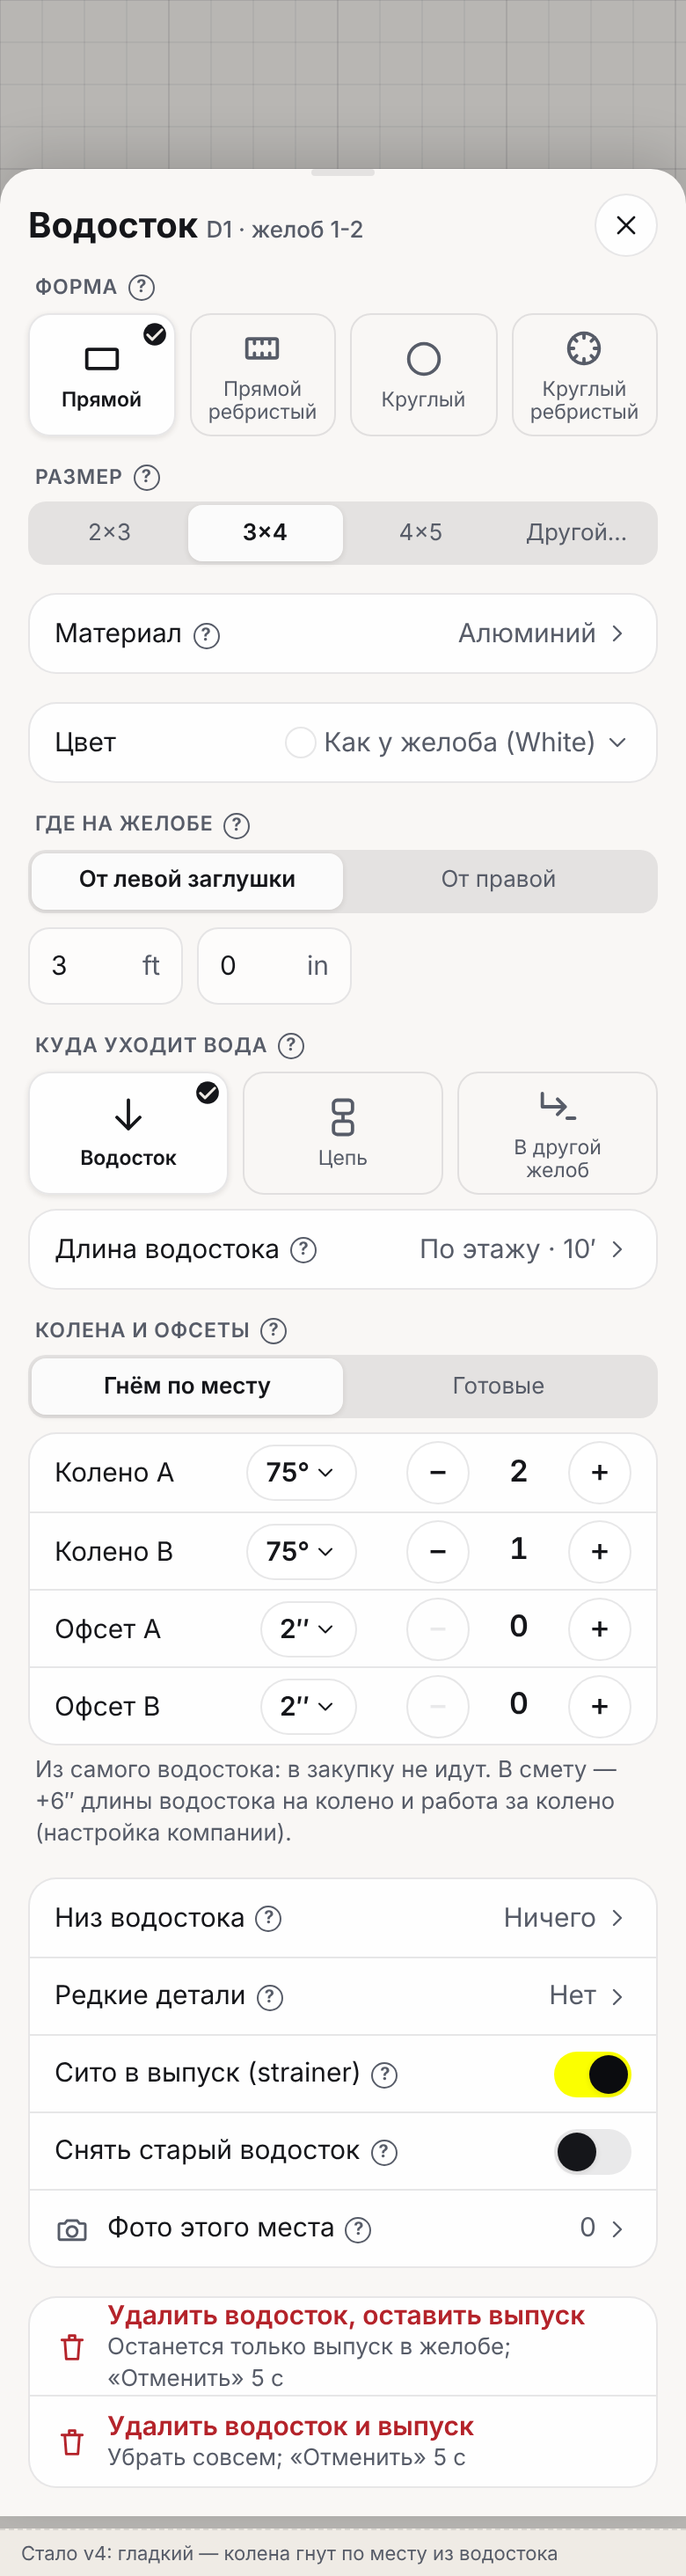 Водосток D1 · желоб 1-2
ФОРМА ?
Прямой
Прямой
ребристый
Круглый
Круглый
ребристый
РАЗМЕР ?
2×3 3×4 4×5 Другой...
Материал ? Алюминий
Цвет Как у желоба (White)
ГДЕ НА ЖЕЛОБЕ ?
От левой заглушки От правой
3 ft 0 in
КУДА УХОДИТ ВОДА ?
Водосток
Цепь
В другой
желоб
Длина водостока ? По этажу · 10′
КОЛЕНА И ОФСЕТЫ ?
Гнём по месту Готовые
Колено A 75° − 2 +
Колено B 75° − 1 +
Офсет A 2″ − 0 +
Офсет B 2″ − 0 +
Из самого водостока: в закупку не идут. В смету —
+6″ длины водостока на колено и работа за колено
(настройка компании).
Низ водостока ? Ничего
Редкие детали ? Нет
Сито в выпуск (strainer) ?
Снять старый водосток ?
Фото этого места ? 0
Удалить водосток, оставить выпуск
Останется только выпуск в желобе;
«Отменить» 5 с
Удалить водосток и выпуск
Убрать совсем; «Отменить» 5 с
Стало v4: гладкий — колена гнут по месту из водостока